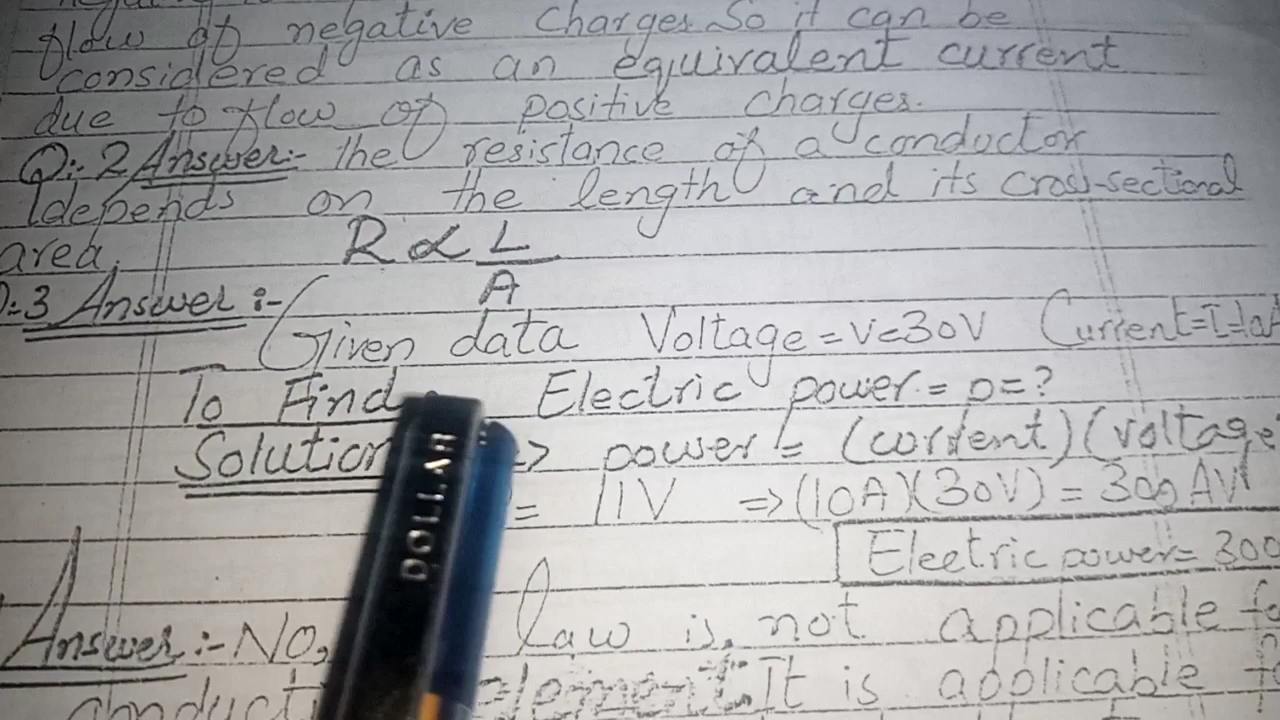 flow of negative Charges. So it can be
considered as an equivalent current
due to flow of positive charges.
Q:-2 Answer:- the resistance of a conductor
depends on the length and its cross-sectional
area. R ∝ L/A
3 Answer :-
Given data Voltage = V=30V Current=I=10A
To Find Electric power = p=?
Solution => power = (current) (voltage
= IV => (10A)(30V) = 300 AV
Electric power = 300
Answer :- No, law is, not applicable
element. It is applicable
DOLLAR